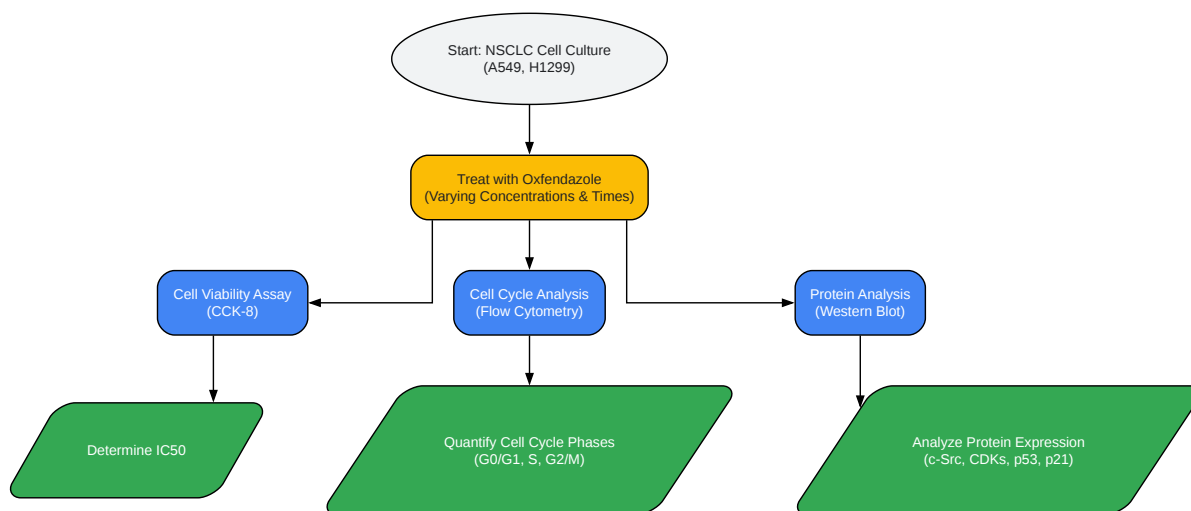 Start: NSCLC Cell Culture
(A549, H1299)
Treat with Oxfendazole
(Varying Concentrations & Times)
Cell Viability Assay
(CCK-8)
Cell Cycle Analysis
(Flow Cytometry)
Protein Analysis
(Western Blot)
Determine IC50
Quantify Cell Cycle Phases
(G0/G1, S, G2/M)
Analyze Protein Expression
(c-Src, CDKs, p53, p21)